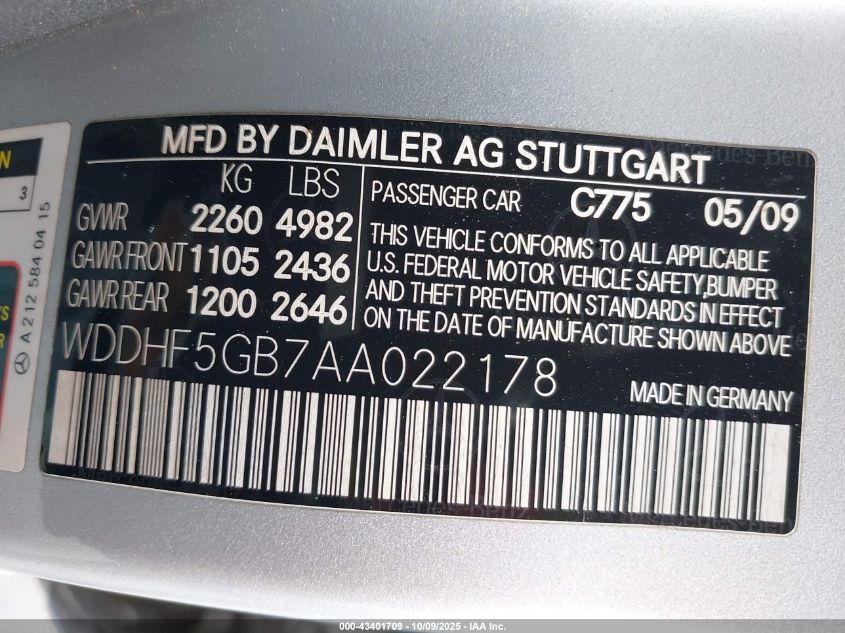 MFD BY DAIMLER AG STUTTGART
KG LBS
GVWR 2260 4982
GAWR FRONT 1105 2436
GAWR REAR 1200 2646
PASSENGER CAR C775 05/09
THIS VEHICLE CONFORMS TO ALL APPLICABLE
U.S. FEDERAL MOTOR VEHICLE SAFETY, BUMPER
AND THEFT PREVENTION STANDARDS IN EFFECT
ON THE DATE OF MANUFACTURE SHOWN ABOVE
WDDHF5GB7AA022178
MADE IN GERMANY
3
A 212 584 04 15
Mercedes-Benz
000-43401709 - 10/09/2025 - IAA Inc.